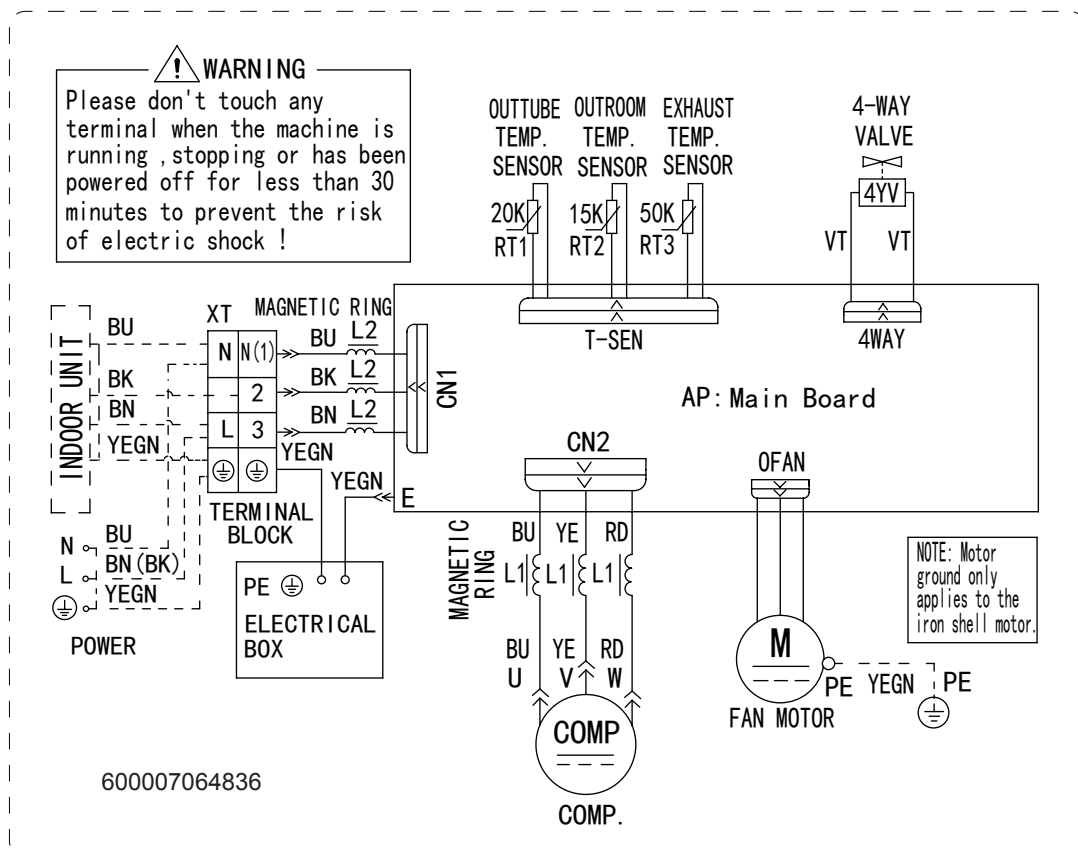 WARNING
Please don't touch any
terminal when the machine is
running ,stopping or has been
powered off for less than 30
minutes to prevent the risk
of electric shock !
OUTTUBE
TEMP.
SENSOR
OUTROOM
TEMP.
SENSOR
EXHAUST
TEMP.
SENSOR
4-WAY
VALVE
20K
RT1
15K
RT2
50K
RT3
4YV
VT VT
T-SEN
4WAY
INDOOR UNIT
BU
BK
BN
YEGN
XT
N N(1)
2
L 3
TERMINAL
BLOCK
MAGNETIC RING
BU L2
BK L2
BN L2
YEGN
YEGN
CN1
E
AP:Main Board
CN2
OFAN
N BU
L BN(BK)
YEGN
POWER
PE
ELECTRICAL
BOX
MAGNETIC
RING
BU YE RD
L1 L1 L1
BU YE RD
U V W
COMP
COMP.
M
FAN MOTOR
PE YEGN PE
NOTE: Motor
ground only
applies to the
iron shell motor.
600007064836